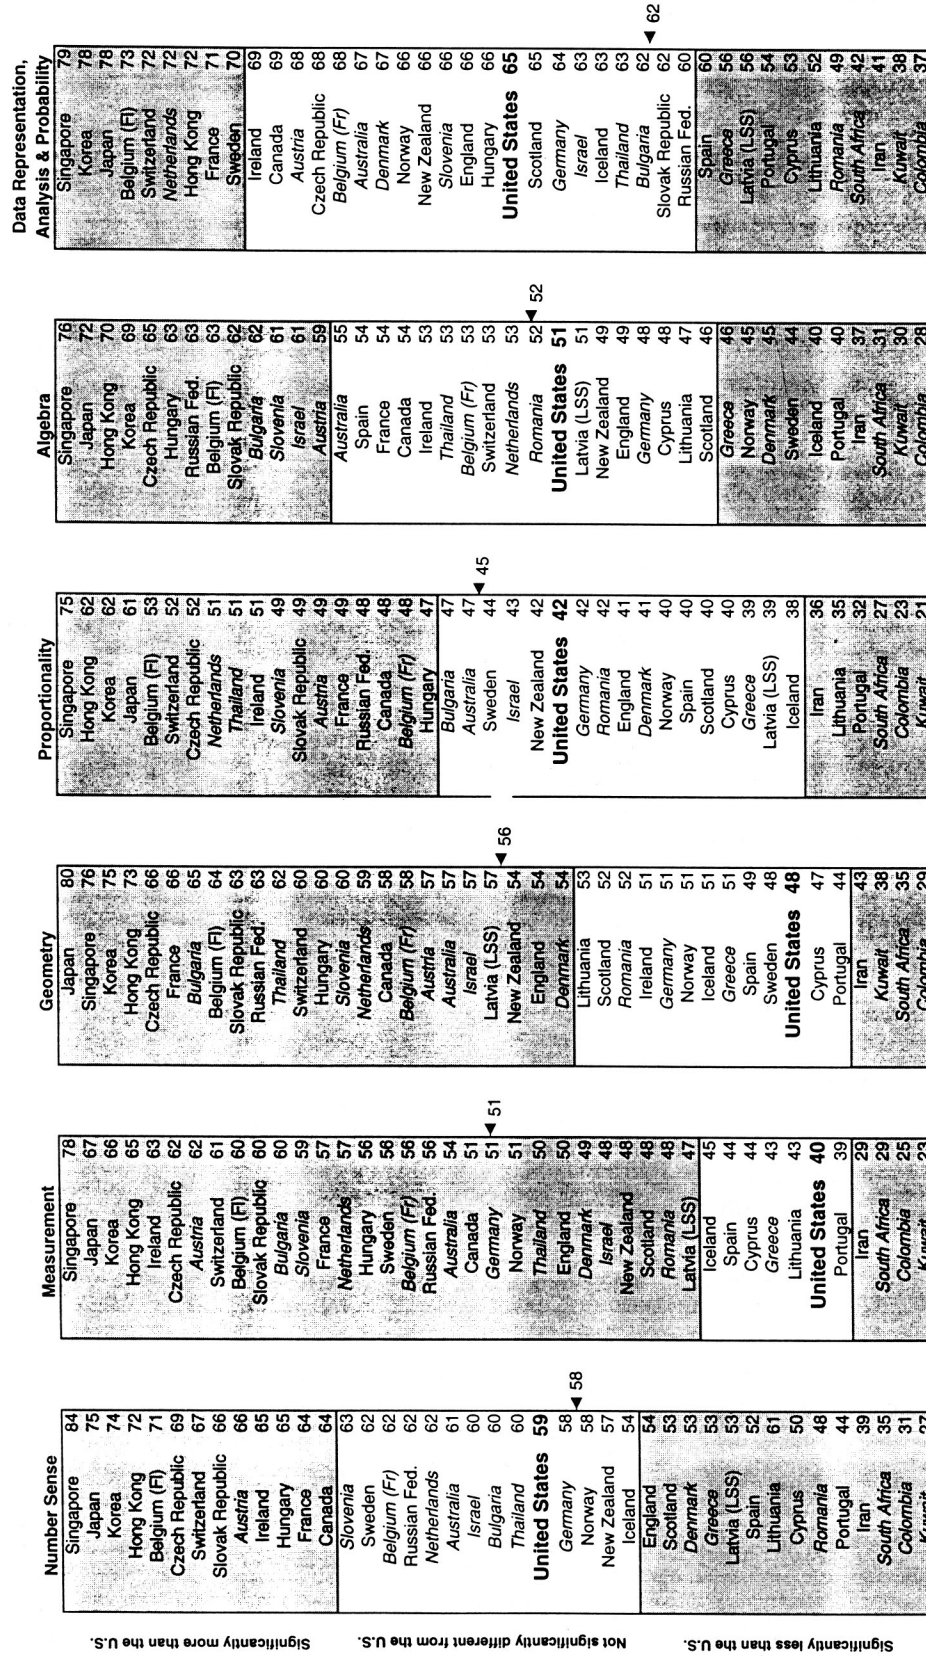 Number Sense
Significantly more than the U.S.
Singapore 84
Japan 75
Korea 74
Hong Kong 72
Belgium (Fl) 71
Czech Republic 69
Switzerland 67
Slovak Republic 66
Austria 66
Ireland 65
Hungary 65
France 64
Canada 64
Not significantly different from the U.S.
Slovenia 63
Sweden 62
Belgium (Fr) 62
Russian Fed. 62
Netherlands 62
Australia 61
Israel 60
Bulgaria 60
Thailand 60
United States 59
Germany 58
◄ 58
Norway 58
New Zealand 57
Iceland 54
Significantly less than the U.S.
England 54
Scotland 53
Denmark 53
Greece 53
Latvia (LSS) 53
Spain 52
Lithuania 61
Cyprus 50
Romania 48
Portugal 44
Iran 39
South Africa 35
Colombia 31
Kuwait 27
Measurement
Singapore 78
Japan 67
Korea 66
Hong Kong 65
Ireland 63
Czech Republic 62
Austria 62
Switzerland 61
Belgium (Fl) 60
Slovak Republic 60
Bulgaria 60
Slovenia 59
France 57
Netherlands 57
Hungary 56
Sweden 56
Belgium (Fr) 56
Russian Fed. 56
Australia 54
Canada 51
Germany 51
◄ 51
Norway 51
Thailand 50
England 50
Denmark 49
Israel 48
New Zealand 48
Scotland 48
Romania 48
Latvia (LSS) 47
Iceland 45
Spain 44
Cyprus 44
Greece 43
Lithuania 43
United States 40
Portugal 39
Iran 29
South Africa 29
Colombia 25
Kuwait 23
Geometry
Japan 80
Singapore 76
Korea 75
Hong Kong 73
Czech Republic 66
France 66
Bulgaria 65
Belgium (Fl) 64
Slovak Republic 63
Russian Fed. 63
Thailand 62
Switzerland 60
Hungary 60
Slovenia 60
Netherlands 59
Canada 58
Belgium (Fr) 58
Austria 57
Australia 57
Israel 57
Latvia (LSS) 57
◄ 56
New Zealand 54
England 54
Denmark 54
Lithuania 53
Scotland 52
Romania 52
Ireland 51
Germany 51
Norway 51
Iceland 51
Greece 51
Spain 49
Sweden 48
United States 48
Cyprus 47
Portugal 44
Iran 43
Kuwait 38
South Africa 35
Colombia 29
Proportionality
Singapore 75
Hong Kong 62
Korea 62
Japan 61
Belgium (Fl) 53
Switzerland 52
Czech Republic 52
Netherlands 51
Thailand 51
Ireland 51
Slovenia 49
Slovak Republic 49
Austria 49
France 49
Russian Fed. 48
Canada 48
Belgium (Fr) 48
Hungary 47
Bulgaria 47
Australia 47
◄ 45
Sweden 44
Israel 43
New Zealand 42
United States 42
Germany 42
Romania 42
England 41
Denmark 41
Norway 40
Spain 40
Scotland 40
Cyprus 40
Greece 39
Latvia (LSS) 39
Iceland 38
Iran 36
Lithuania 35
Portugal 32
South Africa 27
Colombia 23
Kuwait 21
Algebra
Singapore 76
Japan 72
Hong Kong 70
Korea 69
Czech Republic 65
Hungary 63
Russian Fed. 63
Belgium (Fl) 63
Slovak Republic 62
Bulgaria 62
Slovenia 61
Israel 61
Austria 59
Australia 55
Spain 54
France 54
Canada 54
Ireland 53
Thailand 53
Belgium (Fr) 53
Switzerland 53
Netherlands 53
Romania 52
◄ 52
United States 51
Latvia (LSS) 51
New Zealand 49
England 49
Germany 48
Cyprus 48
Lithuania 47
Scotland 46
Greece 46
Norway 45
Denmark 45
Sweden 44
Iceland 40
Portugal 40
Iran 37
South Africa 31
Kuwait 30
Colombia 28
Data Representation,
Analysis & Probability
Singapore 79
Korea 78
Japan 78
Belgium (Fl) 73
Switzerland 72
Netherlands 72
Hong Kong 72
France 71
Sweden 70
Ireland 69
Canada 69
Austria 68
Czech Republic 68
Belgium (Fr) 68
Australia 67
Denmark 67
Norway 66
New Zealand 66
Slovenia 66
England 66
Hungary 66
United States 65
Scotland 65
Germany 64
Israel 63
Iceland 63
Thailand 63
Bulgaria 62
◄ 62
Slovak Republic 62
Russian Fed. 60
Spain 60
Greece 56
Latvia (LSS) 56
Portugal 54
Cyprus 53
Lithuania 52
Romania 49
South Africa 42
Iran 41
Kuwait 38
Colombia 37